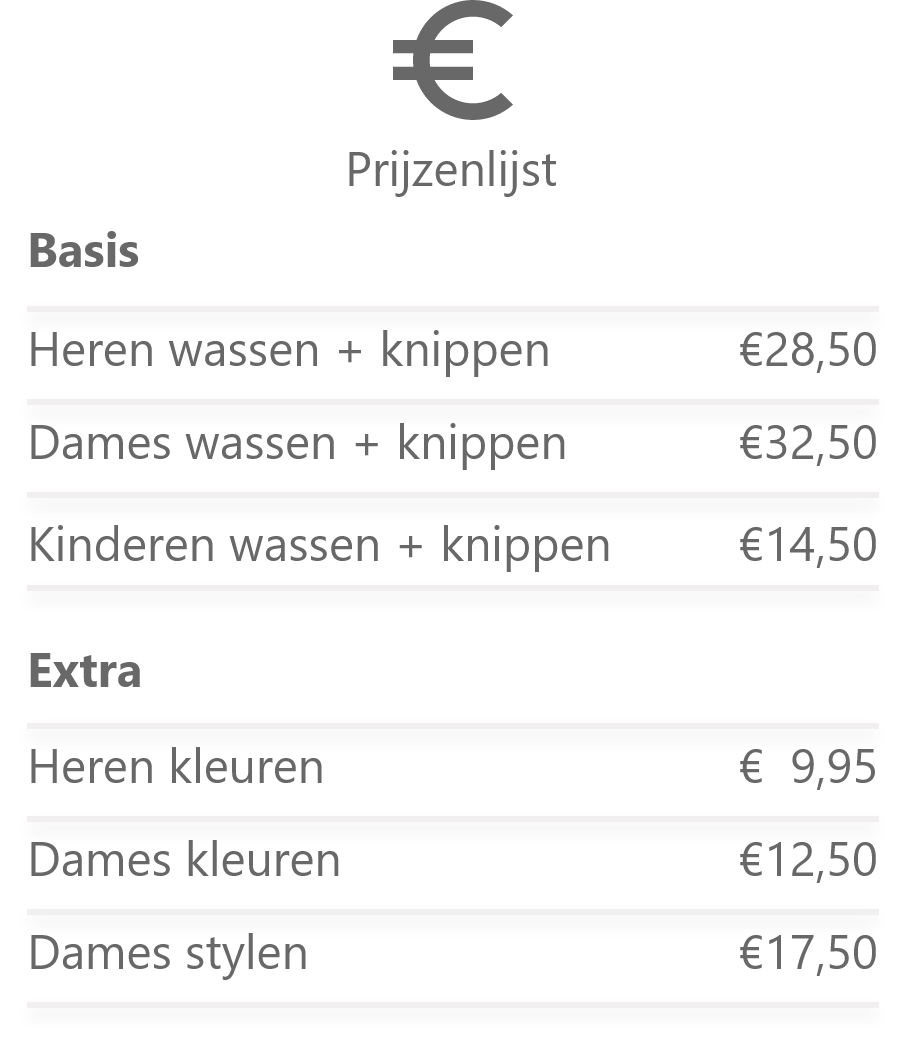 €
Prijzenlijst
Basis
Heren wassen + knippen €28,50
Dames wassen + knippen €32,50
Kinderen wassen + knippen €14,50
Extra
Heren kleuren €  9,95
Dames kleuren €12,50
Dames stylen €17,50